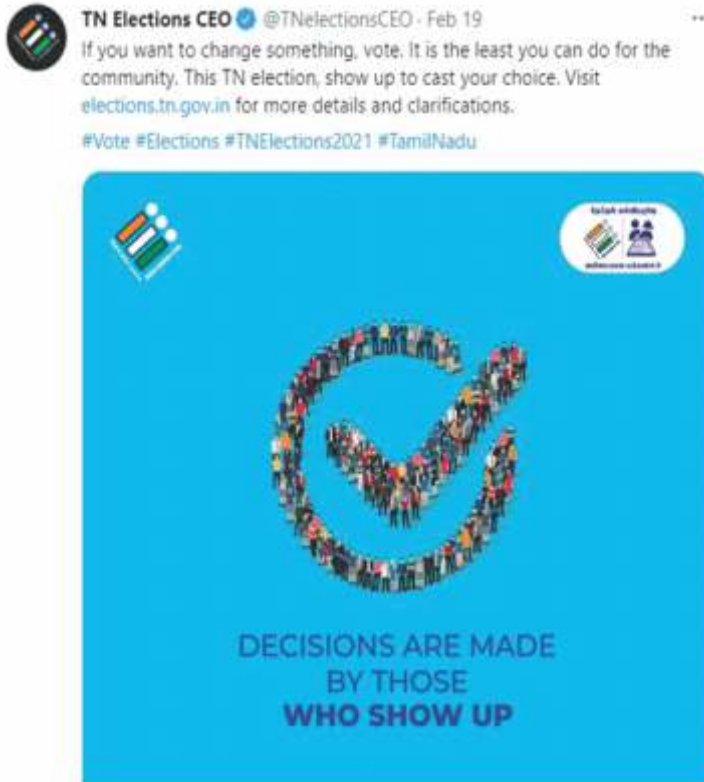 TN Elections CEO @TNelectionsCEO · Feb 19
If you want to change something, vote. It is the least you can do for the
community. This TN election, show up to cast your choice. Visit
elections.tn.gov.in for more details and clarifications.
#Vote #Elections #TNElections2021 #TamilNadu
DECISIONS ARE MADE
BY THOSE
WHO SHOW UP